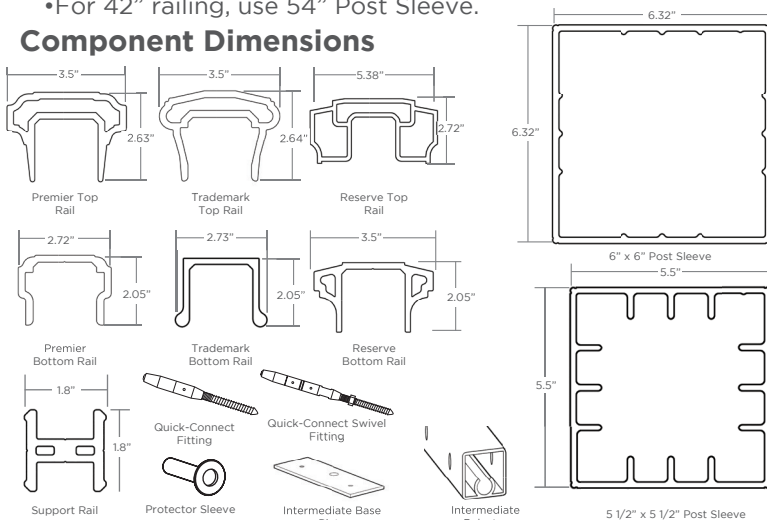 •For 42” railing, use 54” Post Sleeve.
Component Dimensions
3.5”
2.63”
Premier Top
Rail
3.5”
2.64”
Trademark
Top Rail
5.38”
2.72”
Reserve Top
Rail
6.32”
6.32”
6” x 6” Post Sleeve
2.72”
2.05”
Premier
Bottom Rail
2.73”
2.05”
Trademark
Bottom Rail
3.5”
2.05”
Reserve
Bottom Rail
5.5”
5.5”
5 1/2” x 5 1/2” Post Sleeve
1.8”
1.8”
Support Rail
Quick-Connect
Fitting
Quick-Connect Swivel
Fitting
Protector Sleeve
Intermediate Base
Intermediate